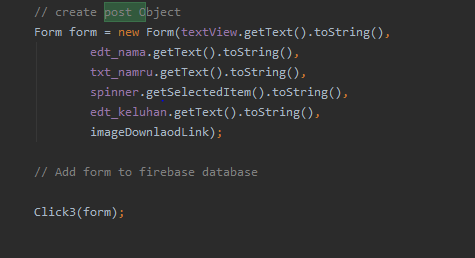 // create post Object
Form form = new Form(textView.getText().toString(),
edt_nama.getText().toString(),
txt_namru.getText().toString(),
spinner.getSelectedItem().toString(),
edt_keluhan.getText().toString(),
imageDownlaodLink);
// Add form to firebase database
Click3(form);